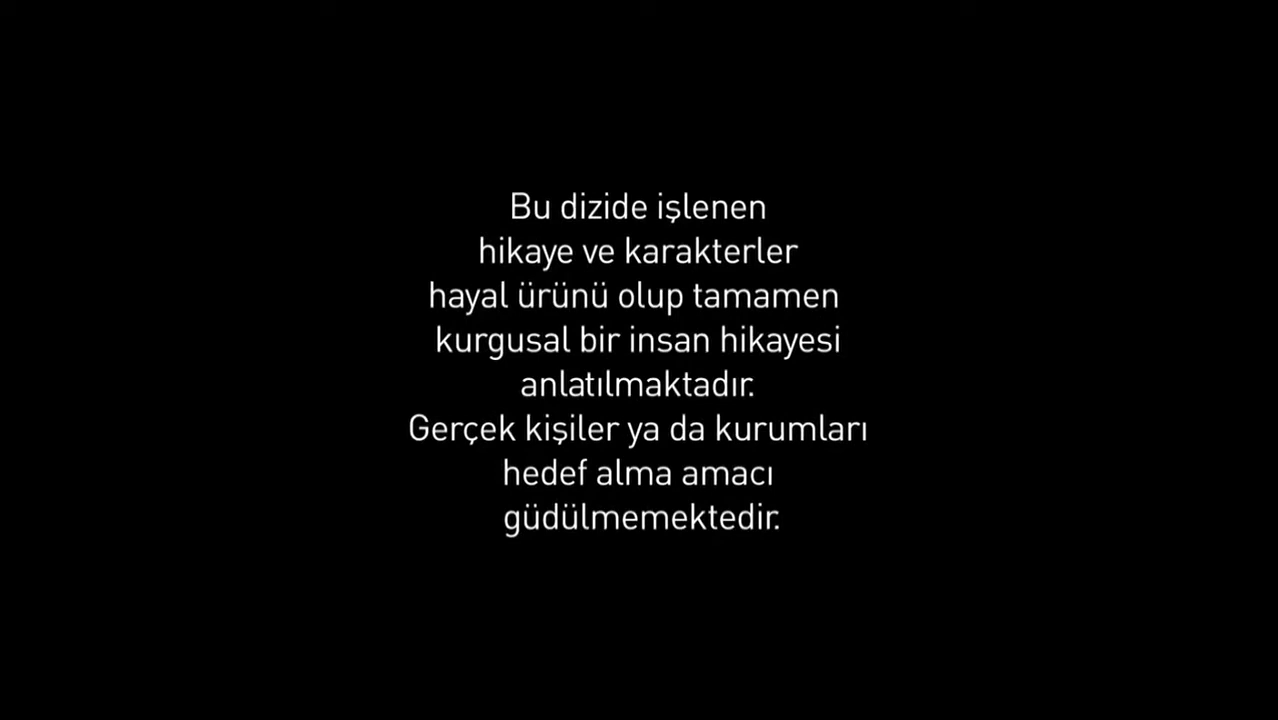 Bu dizide işlenen
hikaye ve karakterler
hayal ürünü olup tamamen
kurgusal bir insan hikayesi
anlatılmaktadır.
Gerçek kişiler ya da kurumları
hedef alma amacı
güdülmemektedir.